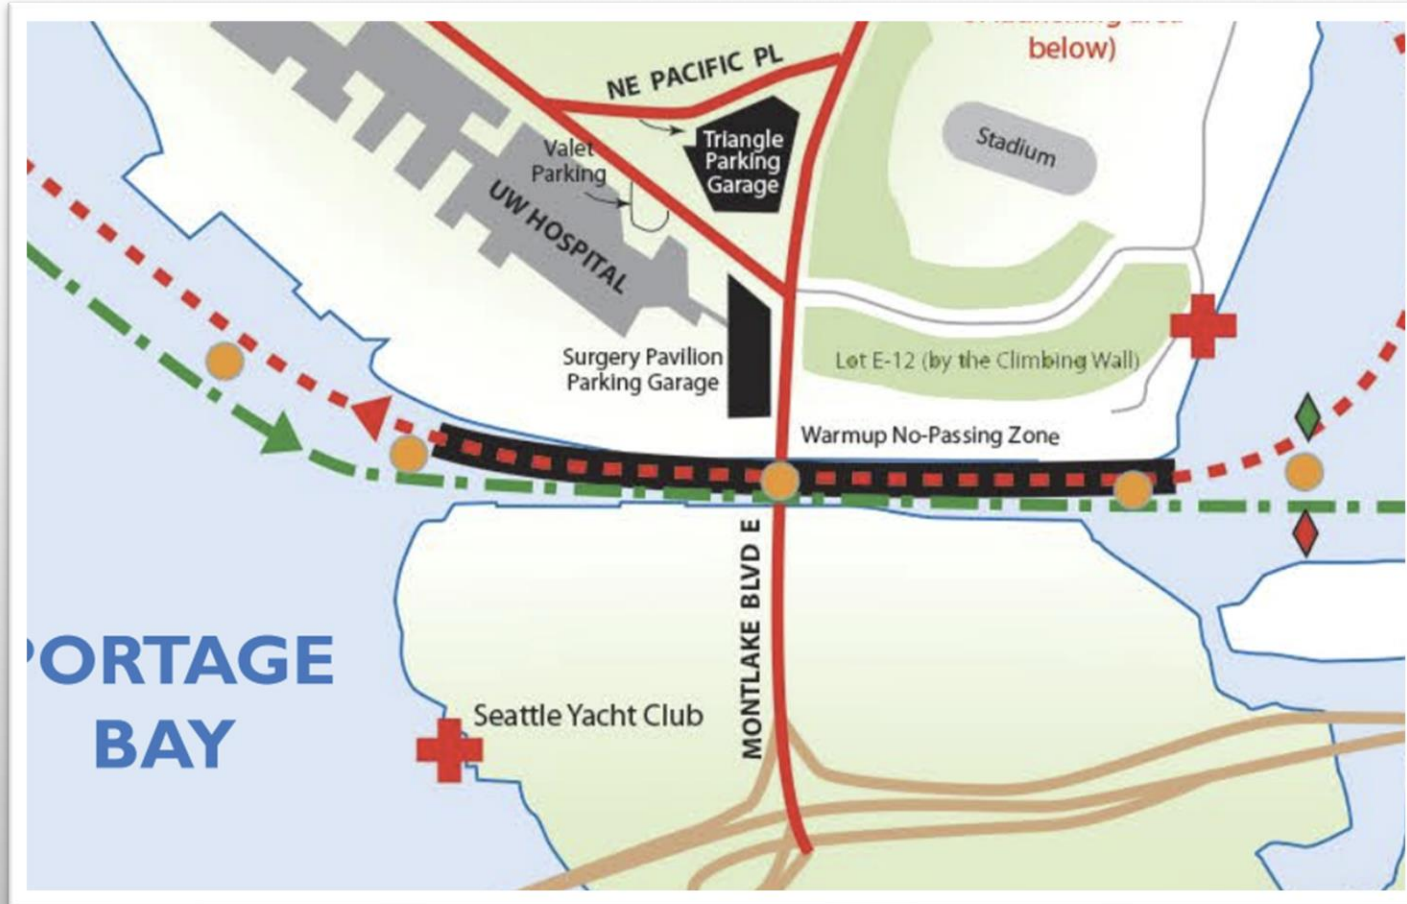 below)
NE PACIFIC PL
Triangle
Parking
Garage
Stadium
Valet
Parking
UW HOSPITAL
Surgery Pavilion
Parking Garage
Lot E-12 (by the Climbing Wall)
Warmup No-Passing Zone
MONTLAKE BLVD E
PORTAGE
BAY
Seattle Yacht Club